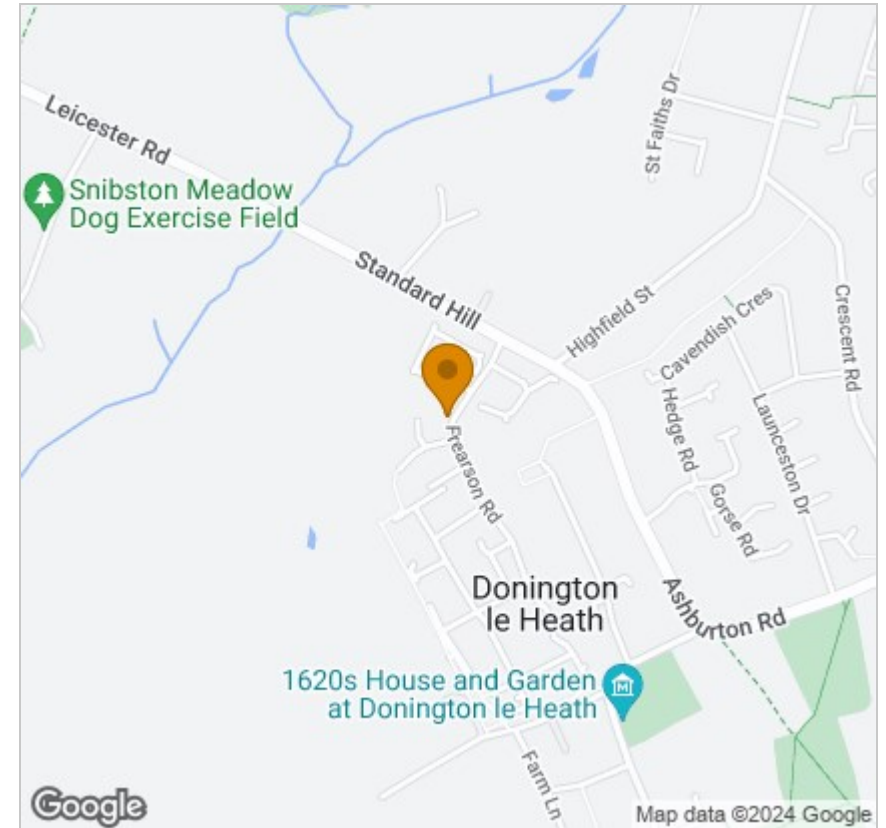 Leicester Rd
St Faiths Dr
Snibston Meadow
Dog Exercise Field
Standard Hill
Highfield St
Cavendish Cres
Crescent Rd
Hedge Rd
Launceston Dr
Frearson Rd
Gorse Rd
Donington
le Heath
Ashburton Rd
1620s House and Garden
at Donington le Heath
Farm Ln
Google
Map data ©2024 Google